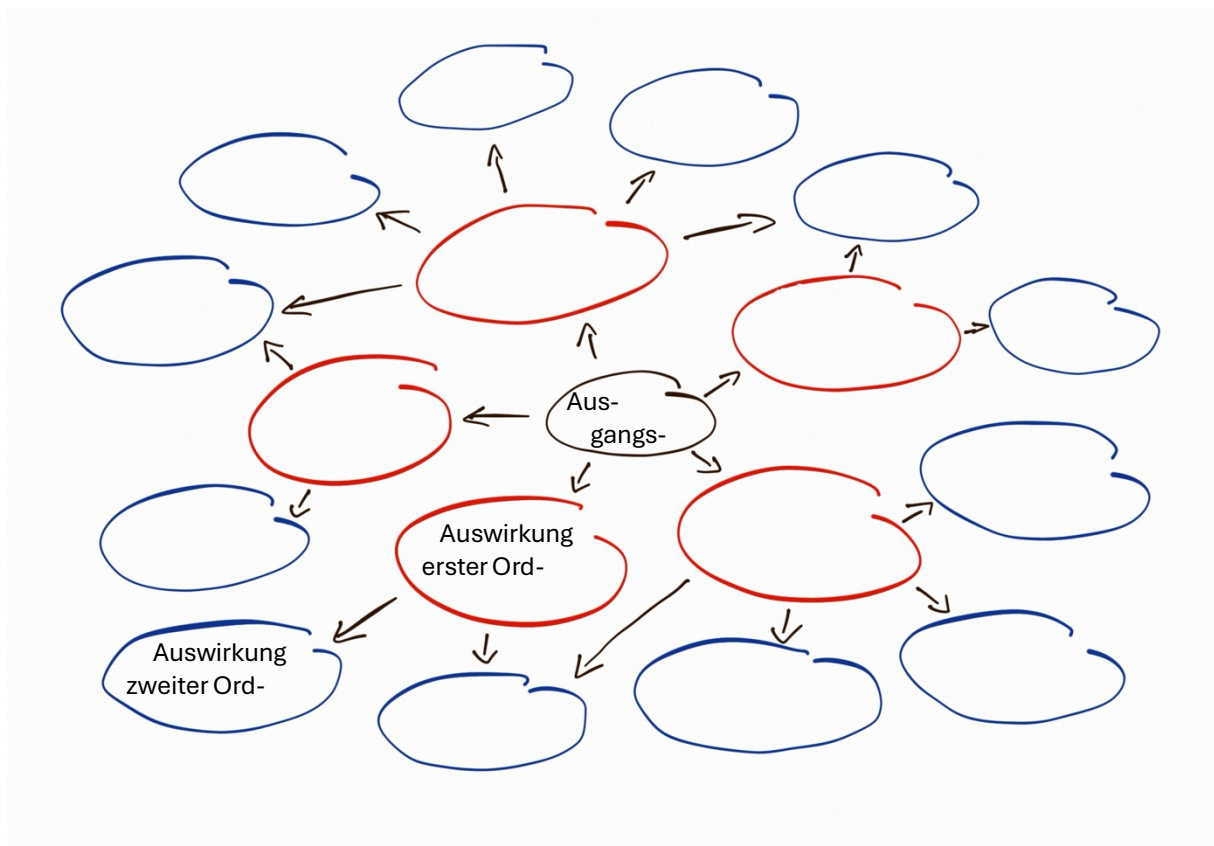 Aus-
gangs-
Auswirkung
erster Ord-
Auswirkung
zweiter Ord-